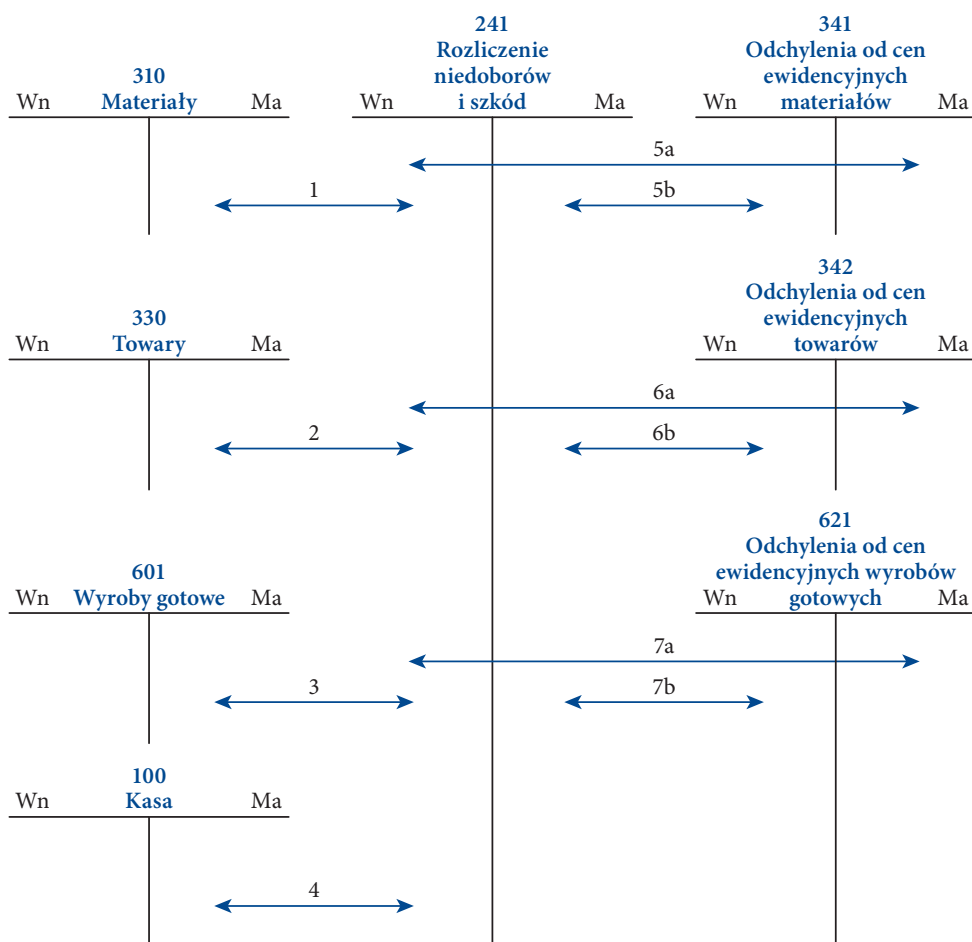 310
Materiały
Wn Ma
241
Rozliczenie
niedoborów
i szkód
Wn Ma
341
Odchylenia od cen
ewidencyjnych
materiałów
Wn Ma
5a
1
5b
330
Towary
Wn Ma
342
Odchylenia od cen
ewidencyjnych
towarów
Wn Ma
6a
2
6b
601
Wn Wyroby gotowe Ma
621
Odchylenia od cen
ewidencyjnych wyrobów
Wn gotowych Ma
7a
3
7b
100
Wn Kasa Ma
4